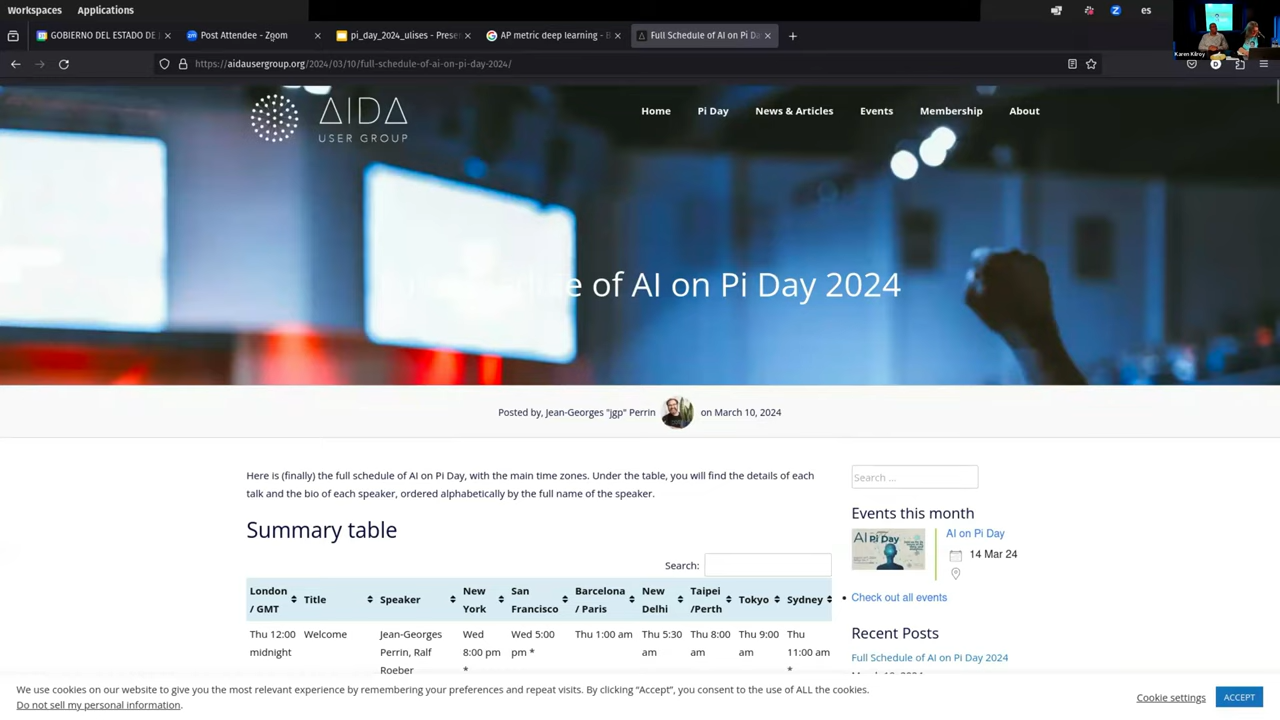 Workspaces Applications
es
GOBIERNO DEL ESTADO DE
Post Attendee - Zoom
pi_day_2024_ulises - Presen
AP metric deep learning - B
Full Schedule of AI on Pi Da
https://aidausergroup.org/2024/03/10/full-schedule-of-ai-on-pi-day-2024/
Karen Kilroy
AIDA
USER GROUP
Home Pi Day News & Articles Events Membership About
Full Schedule of AI on Pi Day 2024
Posted by, Jean-Georges "jgp" Perrin on March 10, 2024
Here is (finally) the full schedule of AI on Pi Day, with the main time zones. Under the table, you will find the details of each
talk and the bio of each speaker, ordered alphabetically by the full name of the speaker.
Summary table
Search:
London / GMT
Title
Speaker
New York
San Francisco
Barcelona / Paris
New Delhi
Taipei /Perth
Tokyo
Sydney
Thu 12:00 midnight
Welcome
Jean-Georges Perrin, Ralf Roeber
Wed 8:00 pm *
Wed 5:00 pm *
Thu 1:00 am
Thu 5:30 am
Thu 8:00 am
Thu 9:00 am
Thu 11:00 am *
Search ...
Events this month
AI Pi Day
AI on Pi Day
14 Mar 24
Check out all events
Recent Posts
Full Schedule of AI on Pi Day 2024
We use cookies on our website to give you the most relevant experience by remembering your preferences and repeat visits. By clicking “Accept”, you consent to the use of ALL the cookies.
Do not sell my personal information.
Cookie settings
ACCEPT